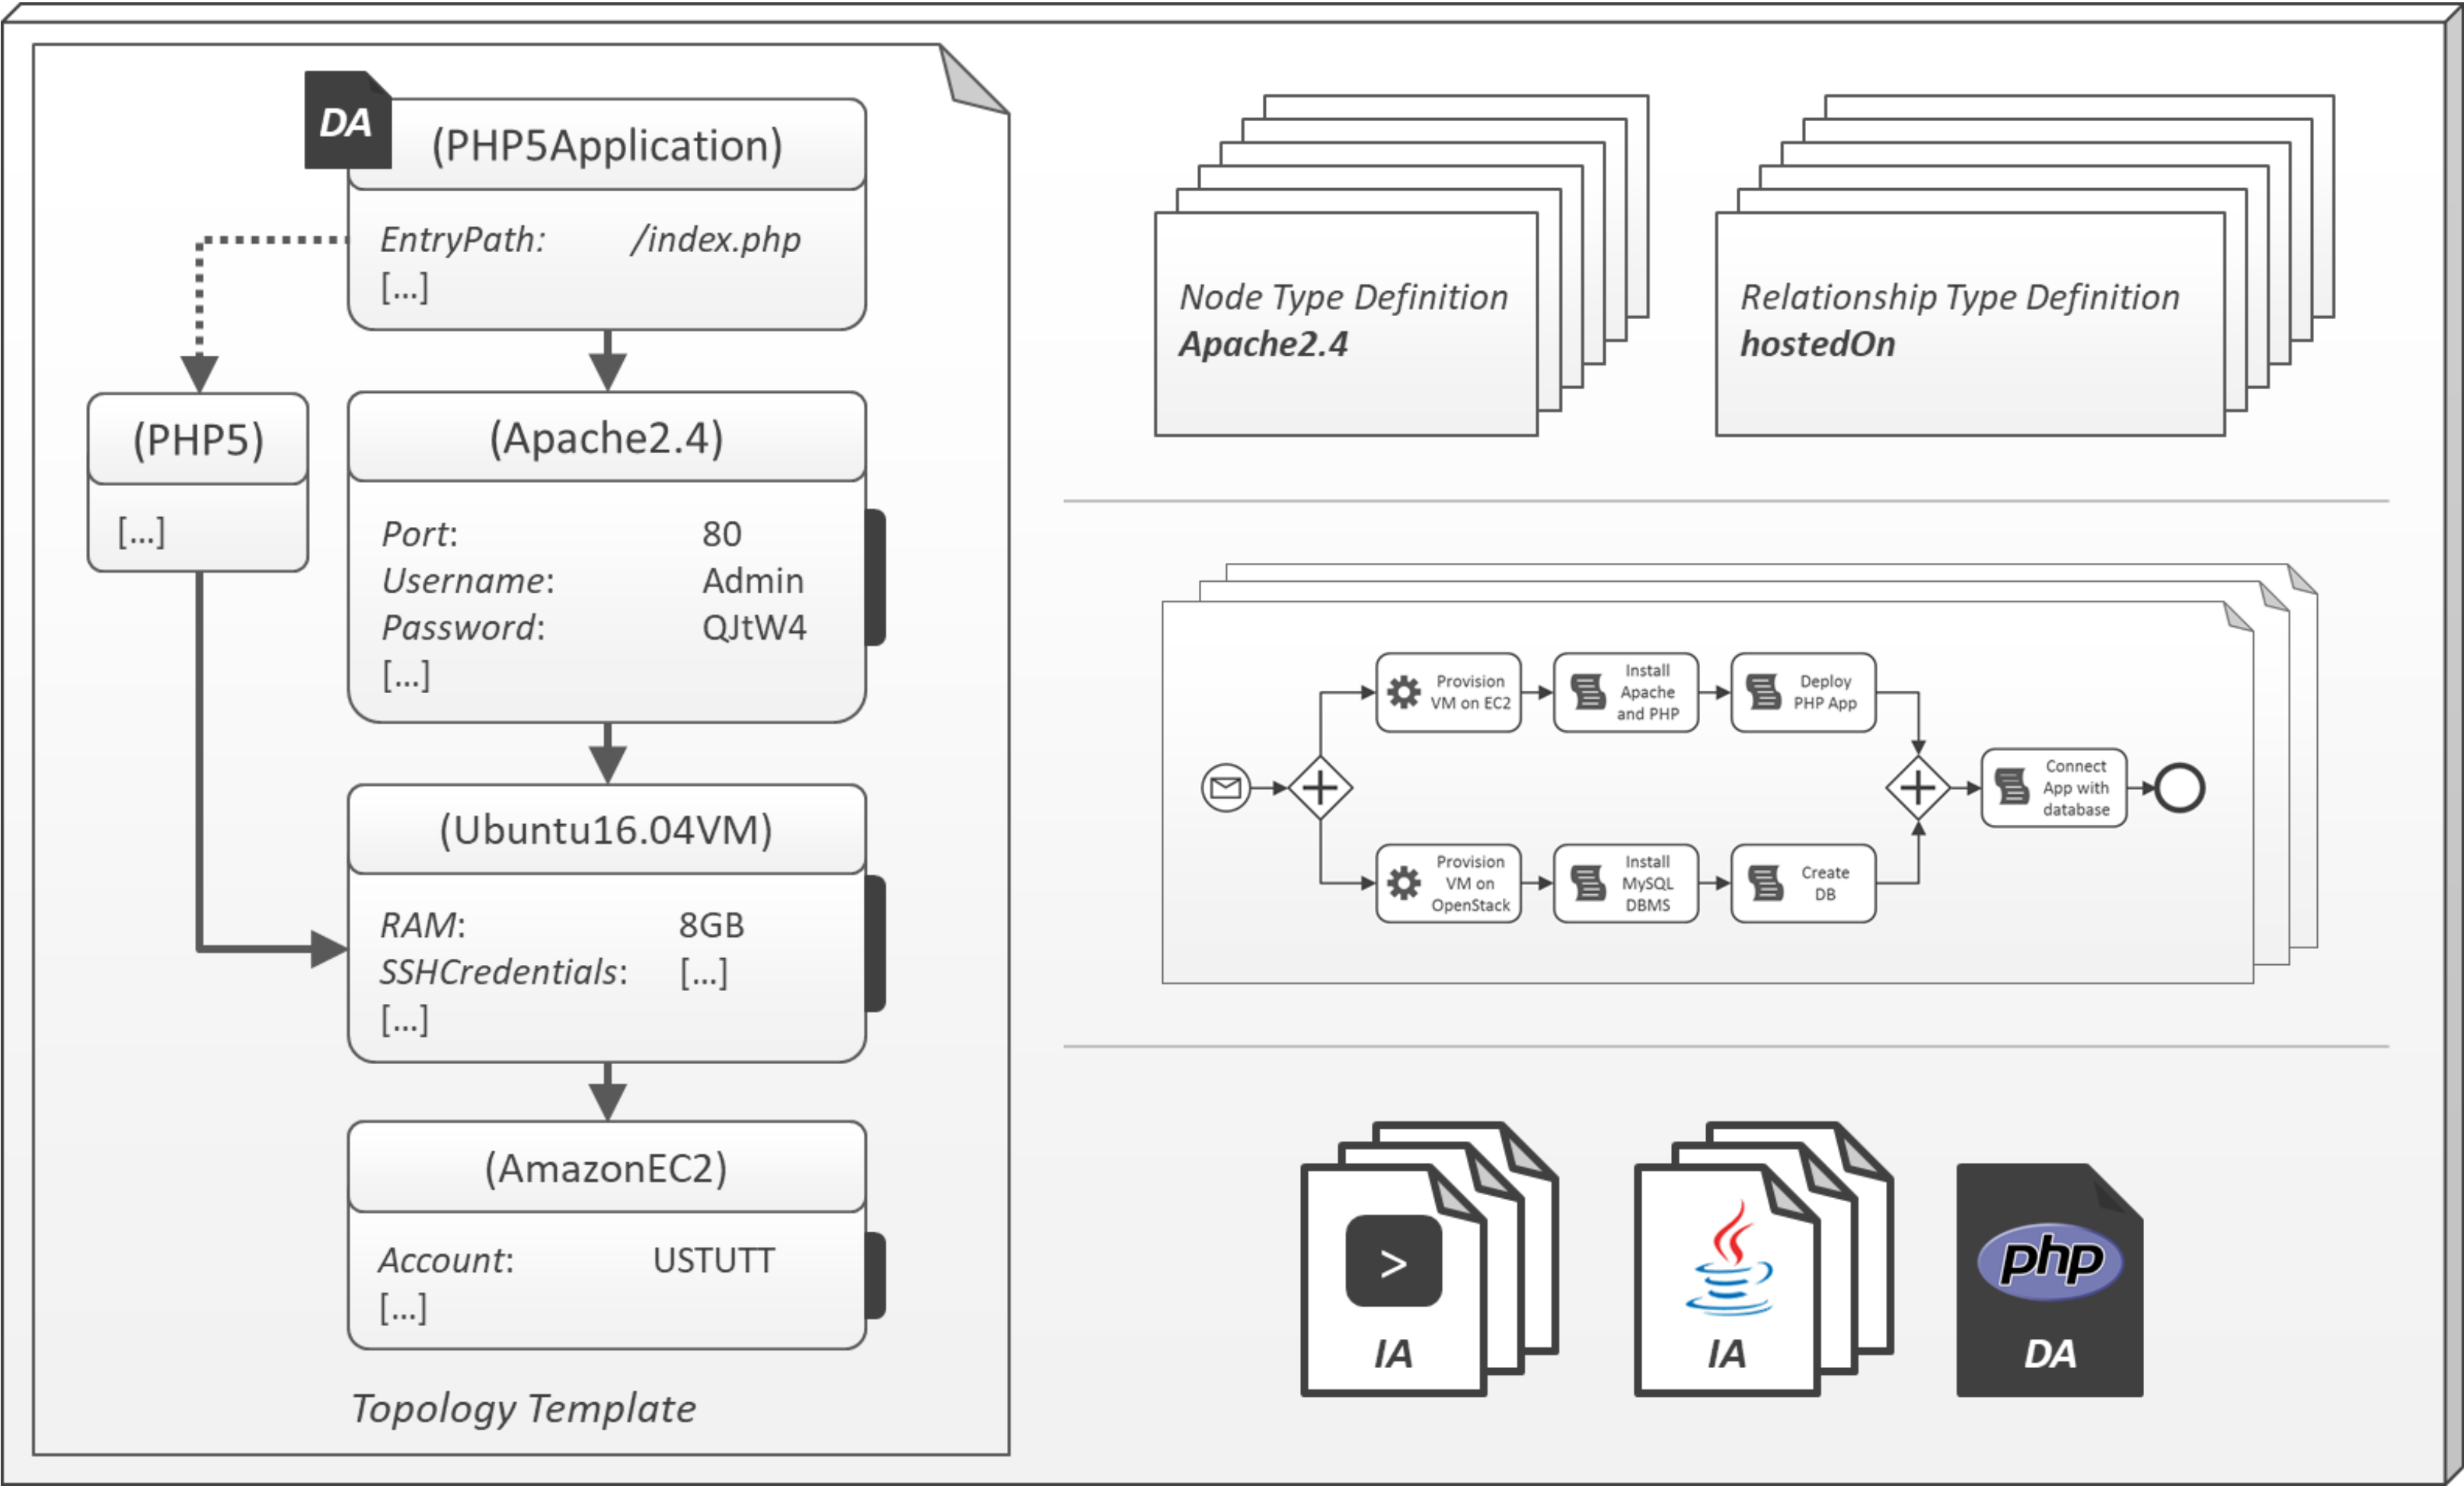 DA
(PHP5Application)
EntryPath: /index.php
[...]
(PHP5)
[...]
(Apache2.4)
Port: 80
Username: Admin
Password: QJtW4
[...]
(Ubuntu16.04VM)
RAM: 8GB
SSHCredentials: [...]
[...]
(AmazonEC2)
Account: USTUTT
[...]
Topology Template
Node Type Definition
Apache2.4
Relationship Type Definition
hostedOn
Provision
VM on EC2
Install
Apache
and PHP
Deploy
PHP App
Connect
App with
database
Provision
VM on
OpenStack
Install
MySQL
DBMS
Create
DB
>
IA
IA
php
DA